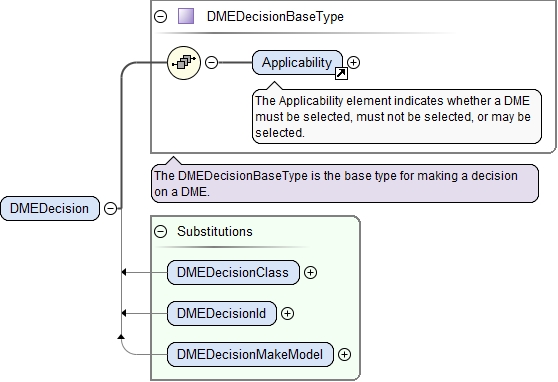 DMEDecisionBaseType
Applicability
The Applicability element indicates whether a DME
must be selected, must not be selected, or may be
selected.
The DMEDecisionBaseType is the base type for making a decision
on a DME.
DMEDecision
Substitutions
DMEDecisionClass
DMEDecisionId
DMEDecisionMakeModel